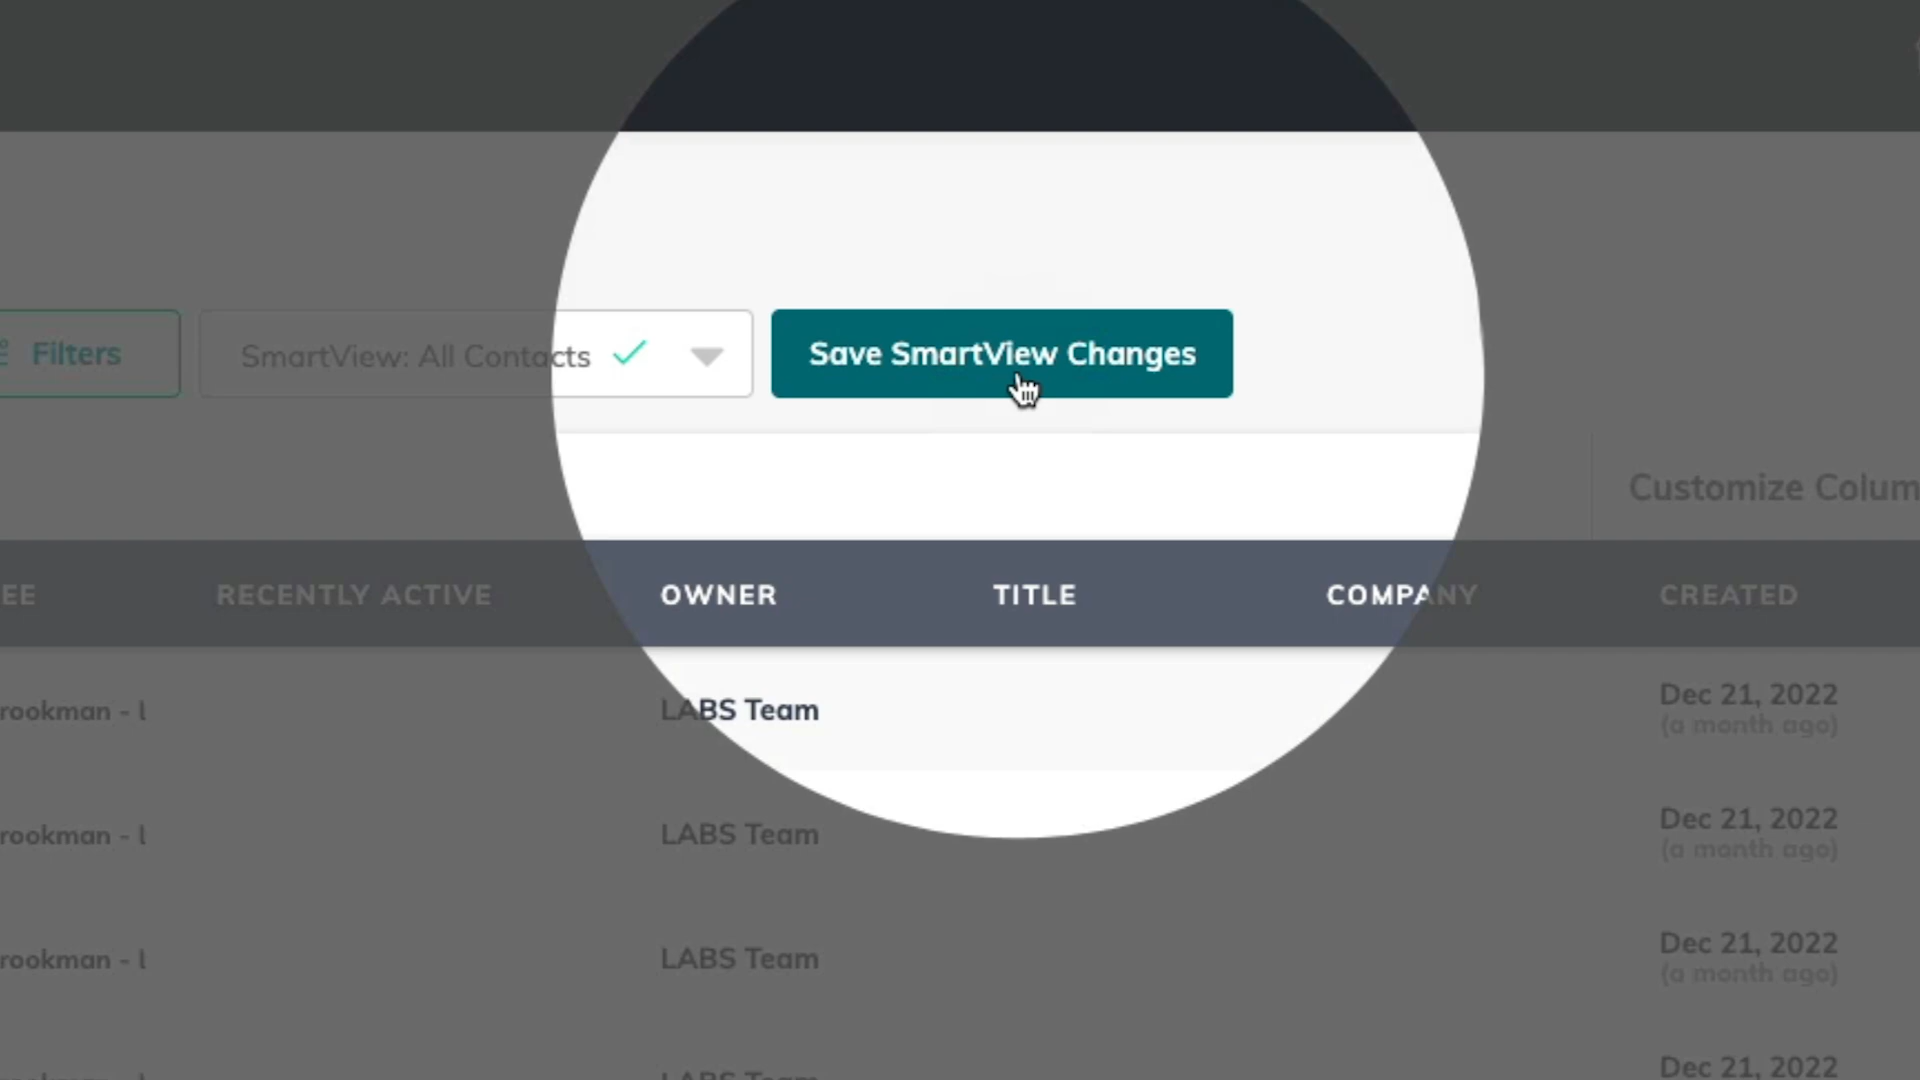 Filters
SmartView: All Contacts
Save SmartView Changes
Customize Colum
EE
RECENTLY ACTIVE
OWNER
TITLE
COMPANY
CREATED
rookman - l
LABS Team
Dec 21, 2022
(a month ago)
rookman - l
LABS Team
Dec 21, 2022
(a month ago)
rookman - l
LABS Team
Dec 21, 2022
(a month ago)
LABS Team
Dec 21, 2022